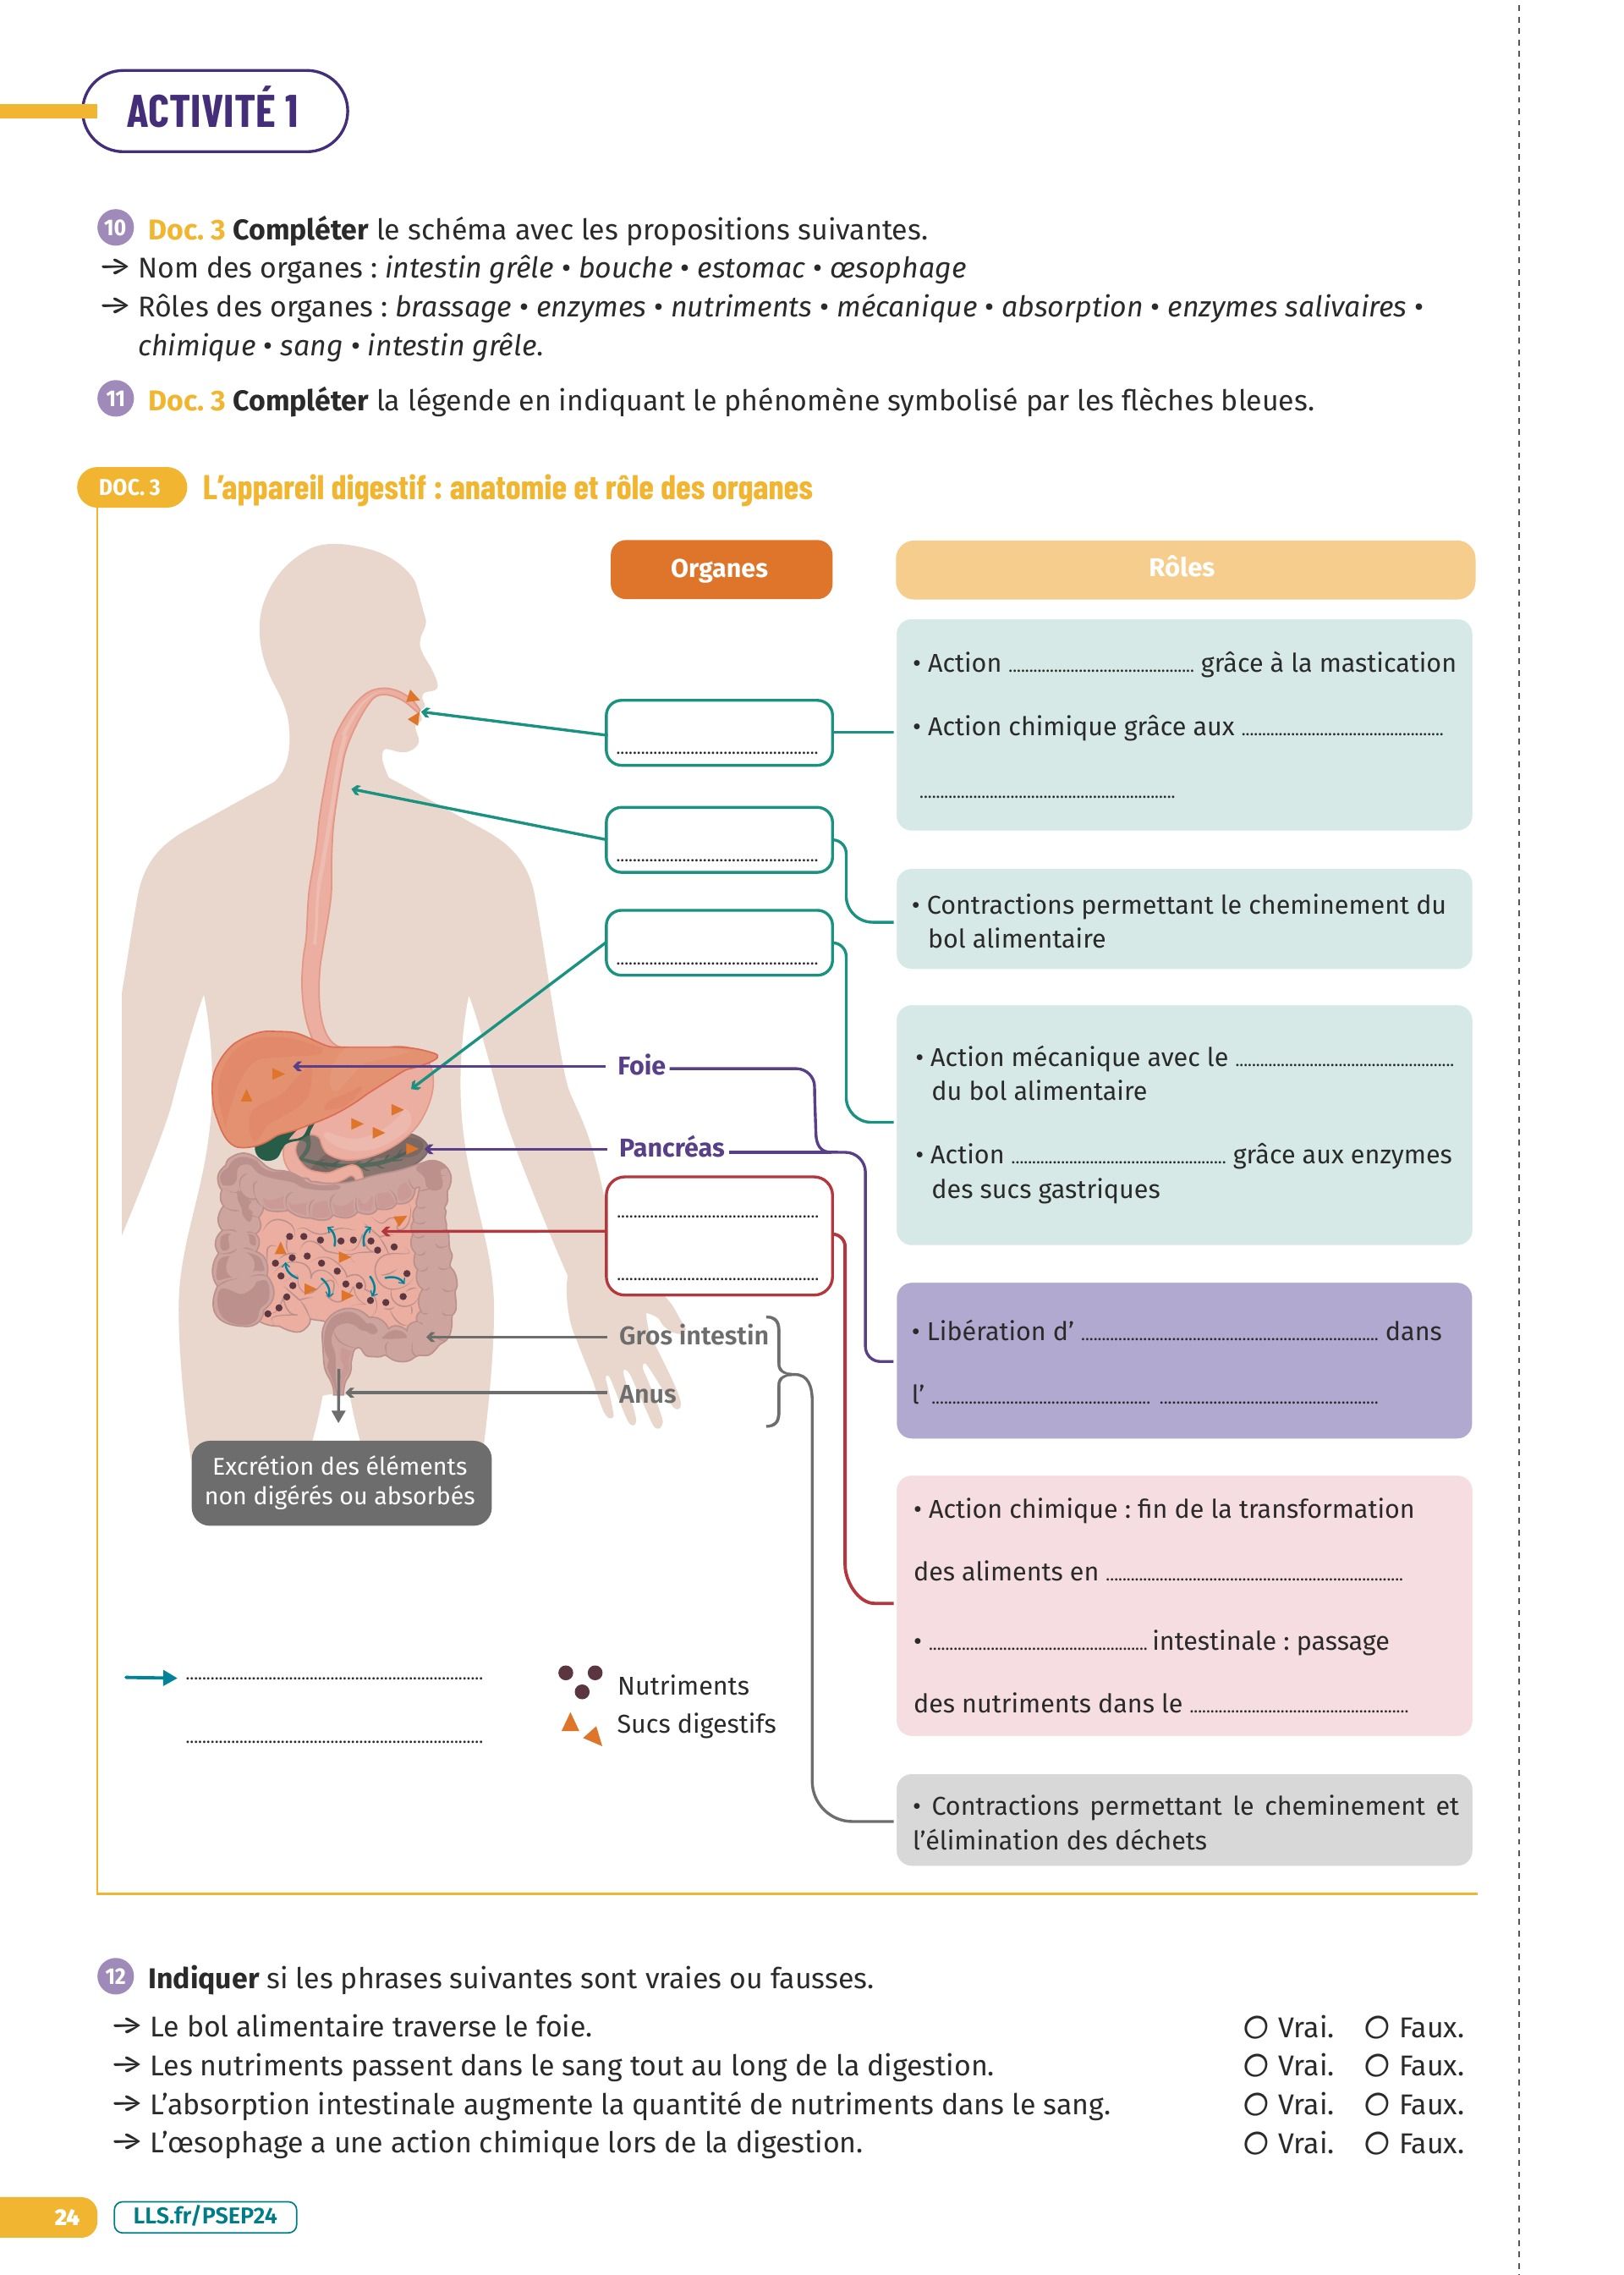 ACTIVITÉ 1
10 Doc. 3 Compléter le schéma avec les propositions suivantes.
→ Nom des organes : intestin grêle • bouche • estomac • œsophage
→ Rôles des organes : brassage • enzymes • nutriments • mécanique • absorption • enzymes salivaires •
chimique • sang • intestin grêle.
11 Doc. 3 Compléter la légende en indiquant le phénomène symbolisé par les flèches bleues.
DOC. 3 L'appareil digestif : anatomie et rôle des organes
Organes
Rôles
• Action ........ grâce à la mastication
• Action chimique grâce aux ........
........
• Contractions permettant le cheminement du
bol alimentaire
• Action mécanique avec le ........
du bol alimentaire
• Action ........ grâce aux enzymes
des sucs gastriques
Foie
Pancréas
• Libération d' ........ dans
l' ........ ........
Gros intestin
Anus
Excrétion des éléments
non digérés ou absorbés
• Action chimique : fin de la transformation
des aliments en ........
• ........ intestinale : passage
des nutriments dans le ........
Nutriments
Sucs digestifs
• Contractions permettant le cheminement et
l'élimination des déchets
12 Indiquer si les phrases suivantes sont vraies ou fausses.
→ Le bol alimentaire traverse le foie. Vrai. Faux.
→ Les nutriments passent dans le sang tout au long de la digestion. Vrai. Faux.
→ L'absorption intestinale augmente la quantité de nutriments dans le sang. Vrai. Faux.
→ L'œsophage a une action chimique lors de la digestion. Vrai. Faux.
24 LLS.fr/PSEP24